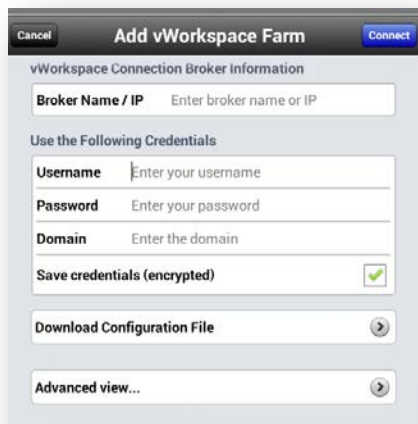 Cancel Add vWorkspace Farm Connect
vWorkspace Connection Broker Information
Broker Name / IP Enter broker name or IP
Use the Following Credentials
Username Enter your username
Password Enter your password
Domain Enter the domain
Save credentials (encrypted)
Download Configuration File
Advanced view...